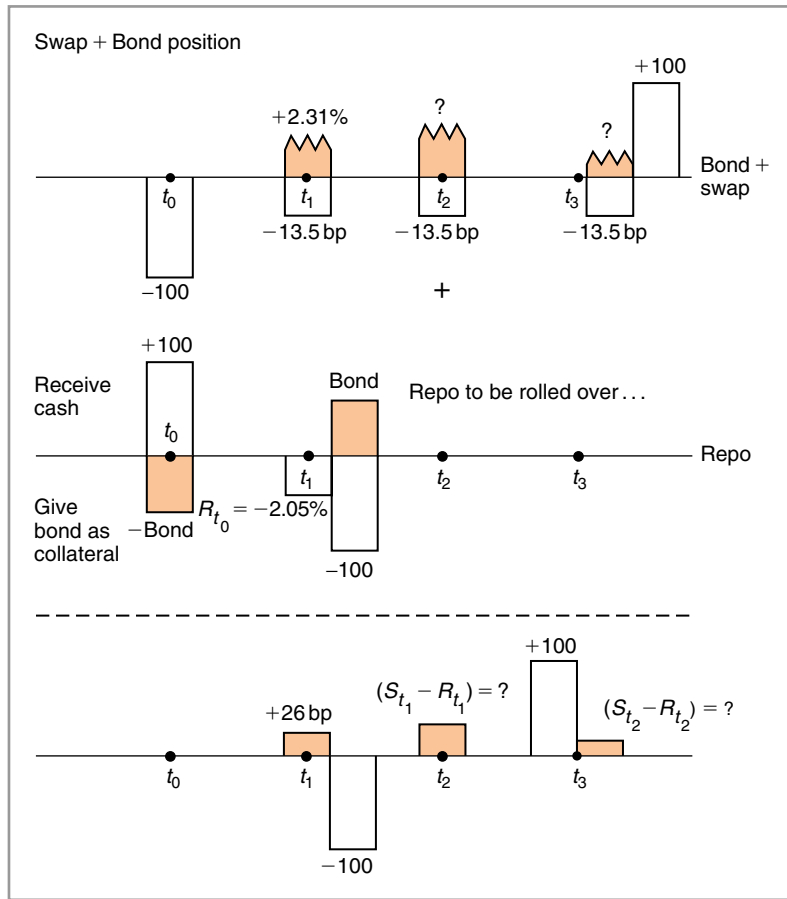 Swap + Bond position
+100
+2.31%
?
?
Bond +
swap
t0
t1
t2
t3
−13.5 bp
−13.5 bp
−13.5 bp
−100
+
+100
Receive
cash
Bond
Repo to be rolled over...
t0
t1
t2
t3
Repo
Give
bond as
collateral
−Bond
Rt0 = −2.05%
−100
+100
(St1 − Rt1) = ?
(St2 − Rt2) = ?
+26 bp
t0
t1
t2
t3
−100